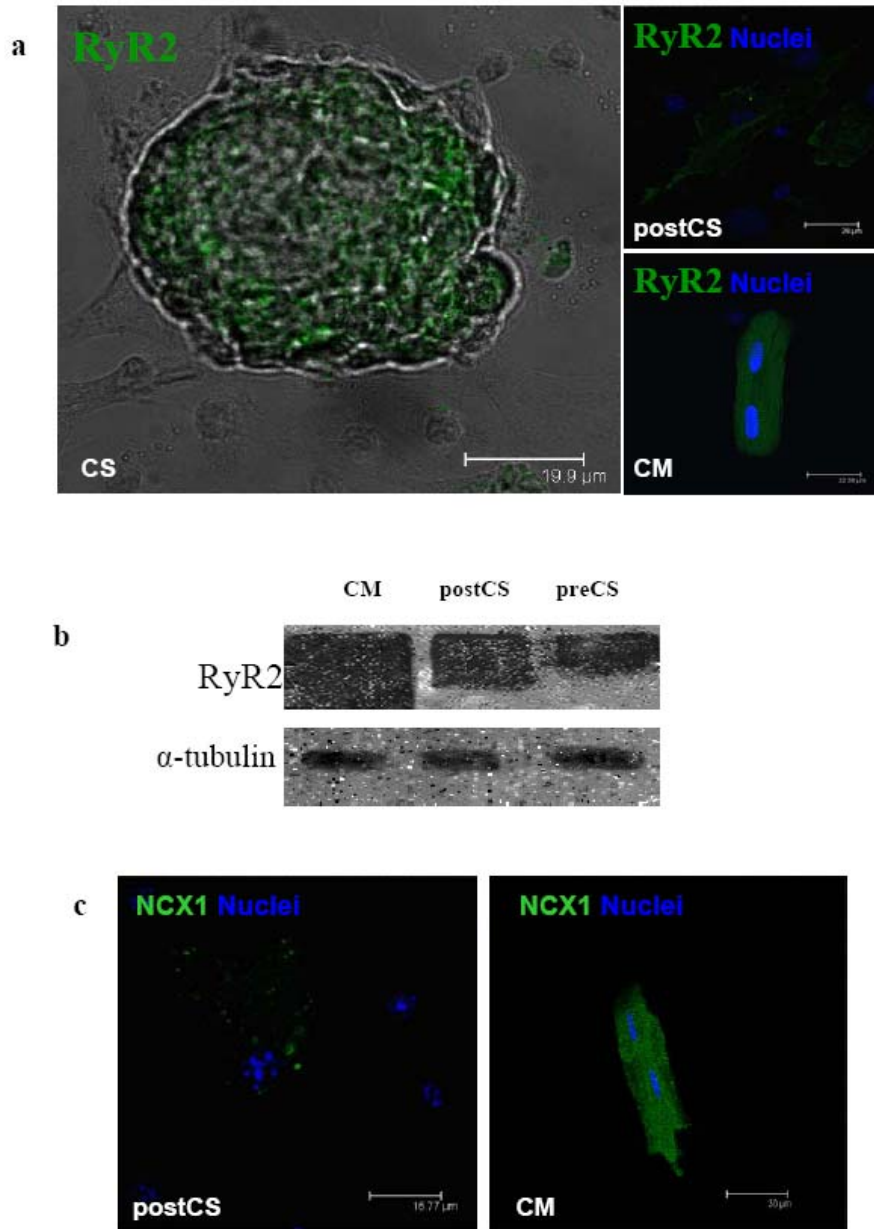 a
RyR2
CS
19.9 µm
RyR2 Nuclei
postCS
RyR2 Nuclei
CM
CM postCS preCS
b
RyR2
α-tubulin
c
NCX1 Nuclei
postCS
16.77 µm
NCX1 Nuclei
CM
30 µm